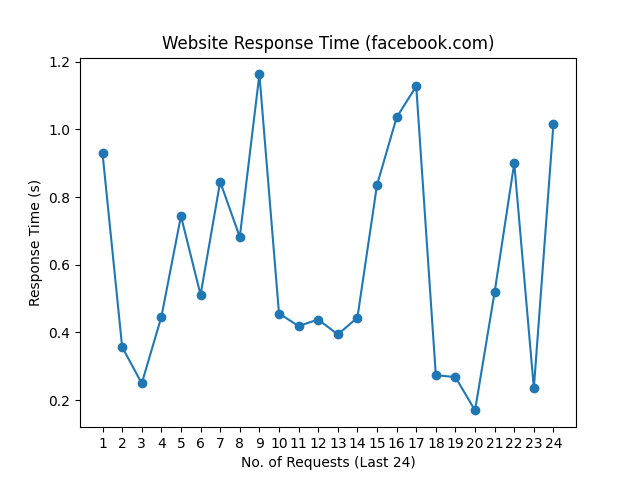 Website Response Time (facebook.com)
1.2
1.0
0.8
0.6
0.4
0.2
Response Time (s)
1 2 3 4 5 6 7 8 9 10 11 12 13 14 15 16 17 18 19 20 21 22 23 24
No. of Requests (Last 24)